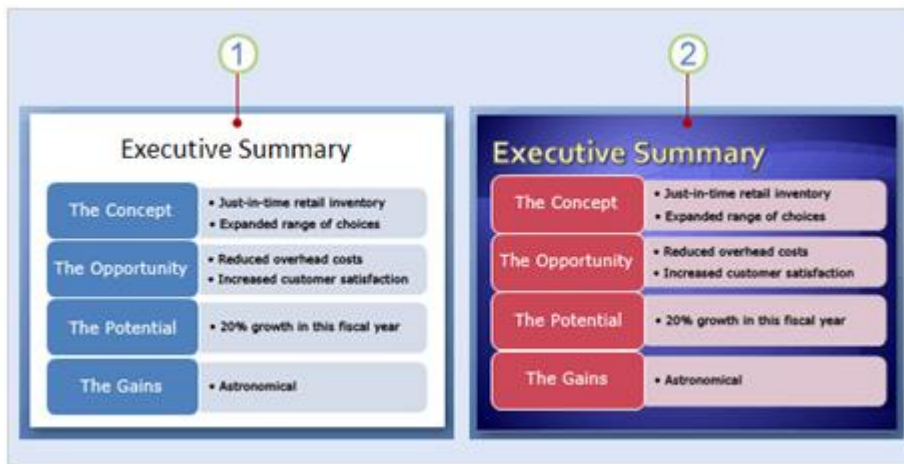 1
Executive Summary
The Concept
• Just-in-time retail inventory
• Expanded range of choices
The Opportunity
• Reduced overhead costs
• Increased customer satisfaction
The Potential
• 20% growth in this fiscal year
The Gains
• Astronomical
2
Executive Summary
The Concept
• Just-in-time retail inventory
• Expanded range of choices
The Opportunity
• Reduced overhead costs
• Increased customer satisfaction
The Potential
• 20% growth in this fiscal year
The Gains
• Astronomical